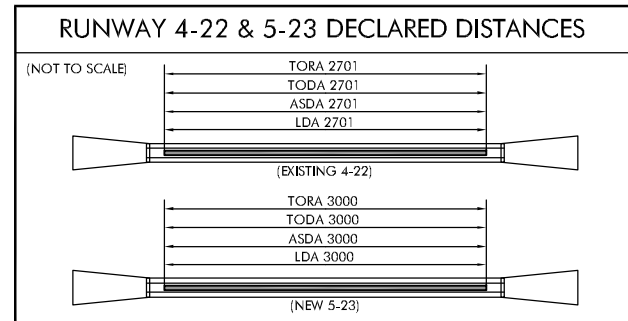 RUNWAY 4-22 & 5-23 DECLARED DISTANCES
(NOT TO SCALE)
TORA 2701
TODA 2701
ASDA 2701
LDA 2701
(EXISTING 4-22)
TORA 3000
TODA 3000
ASDA 3000
LDA 3000
(NEW 5-23)